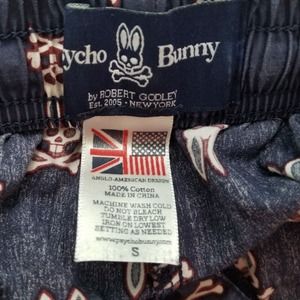 sycho Bunny
by ROBERT GODLEY
EST. 2005 · NEW YORK
ANGLO-AMERICAN DESIGN
100% Cotton
MADE IN CHINA
MACHINE WASH COLD
DO NOT BLEACH
TUMBLE DRY LOW
IRON ON LOWEST
SETTING AS NEEDED
www.psychobunny.com
S